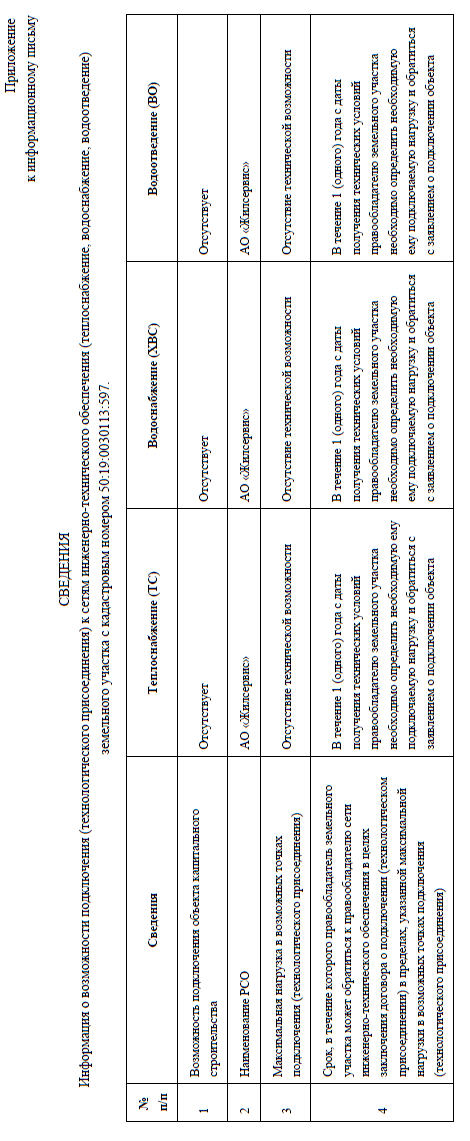 Приложение
к информационному письму
СВЕДЕНИЯ
Информация о возможности подключения (технологического присоединения) к сетям инженерно-технического обеспечения (теплоснабжение, водоснабжение, водоотведение)
земельного участка с кадастровым номером 50:19:0030113:597.
№
п/п
Сведения
Теплоснабжение (ТС)
Водоснабжение (ХВС)
Водоотведение (ВО)
1
Возможность подключения объекта капитального
строительства
Отсутствует
Отсутствует
Отсутствует
2
Наименование РСО
АО «Жилсервис»
АО «Жилсервис»
АО «Жилсервис»
3
Максимальная нагрузка в возможных точках
подключения (технологического присоединения)
Отсутствие технической возможности
Отсутствие технической возможности
Отсутствие технической возможности
4
Срок, в течение которого правообладатель земельного
участка может обратиться к правообладателю сети
инженерно-технического обеспечения в целях
заключения договора о подключении (технологическом
присоединении) в пределах, указанной максимальной
нагрузки в возможных точках подключения
(технологического присоединения)
В течение 1 (одного) года с даты
получения технических условий
правообладателю земельного участка
необходимо определить необходимую ему
подключаемую нагрузку и обратиться с
заявлением о подключении объекта
В течение 1 (одного) года с даты
получения технических условий
правообладателю земельного участка
необходимо определить необходимую
ему подключаемую нагрузку и обратиться
с заявлением о подключении объекта
В течение 1 (одного) года с даты
получения технических условий
правообладателю земельного участка
необходимо определить необходимую
ему подключаемую нагрузку и обратиться
с заявлением о подключении объекта